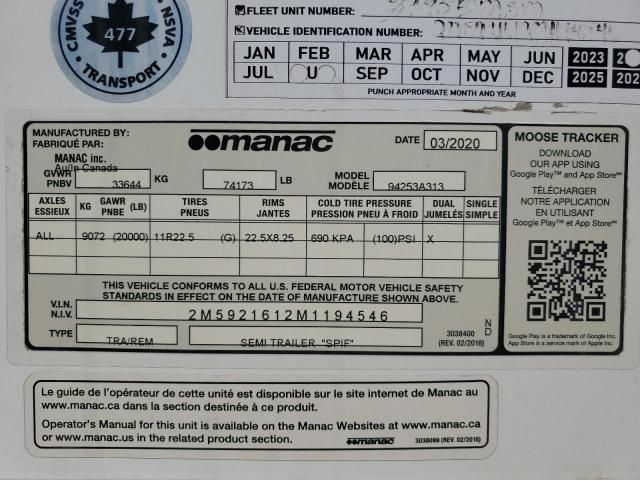 CMVSS NSVA
477
TRANSPORT
FLEET UNIT NUMBER:
VEHICLE IDENTIFICATION NUMBER:
JAN FEB MAR APR MAY JUN 2023
JUL SEP OCT NOV DEC 2025
PUNCH APPROPRIATE MONTH AND YEAR
MANUFACTURED BY:
FABRIQUÉ PAR:
manac
DATE 03/2020
MANAC inc.
Au/In Canada
GVWR
PNBV 33644 KG 74173 LB
MODEL
MODÈLE 94253A313
AXLES
ESSIEUX
KG GAWR (LB)
PNBE
TIRES
PNEUS
RIMS
JANTES
COLD TIRE PRESSURE
PRESSION PNEU À FROID
DUAL
JUMELÉS
SINGLE
SIMPLE
ALL 9072 (20000) 11R22.5 (G) 22.5X8.25 690 KPA (100)PSI X
THIS VEHICLE CONFORMS TO ALL U.S. FEDERAL MOTOR VEHICLE SAFETY
STANDARDS IN EFFECT ON THE DATE OF MANUFACTURE SHOWN ABOVE.
V.I.N.
N.I.V. 2M5921612M1194546
TYPE TRA/REM SEMI TRAILER "SPIF"
3038400
(REV. 02/2016)
ND
MOOSE TRACKER
DOWNLOAD
OUR APP USING
Google Play™ and App Store℠
TÉLÉCHARGER
NOTRE APPLICATION
EN UTILISANT
Google Play™ et App Store℠
Google Play is a trademark of Google Inc.
App Store is a service mark of Apple Inc.
Le guide de l'opérateur de cette unité est disponible sur le site internet de Manac au
www.manac.ca dans la section destinée à ce produit.
Operator's Manual for this unit is available on the Manac Websites at www.manac.ca
or www.manac.us in the related product section.
manac 3038099 (REV. 02/2016)